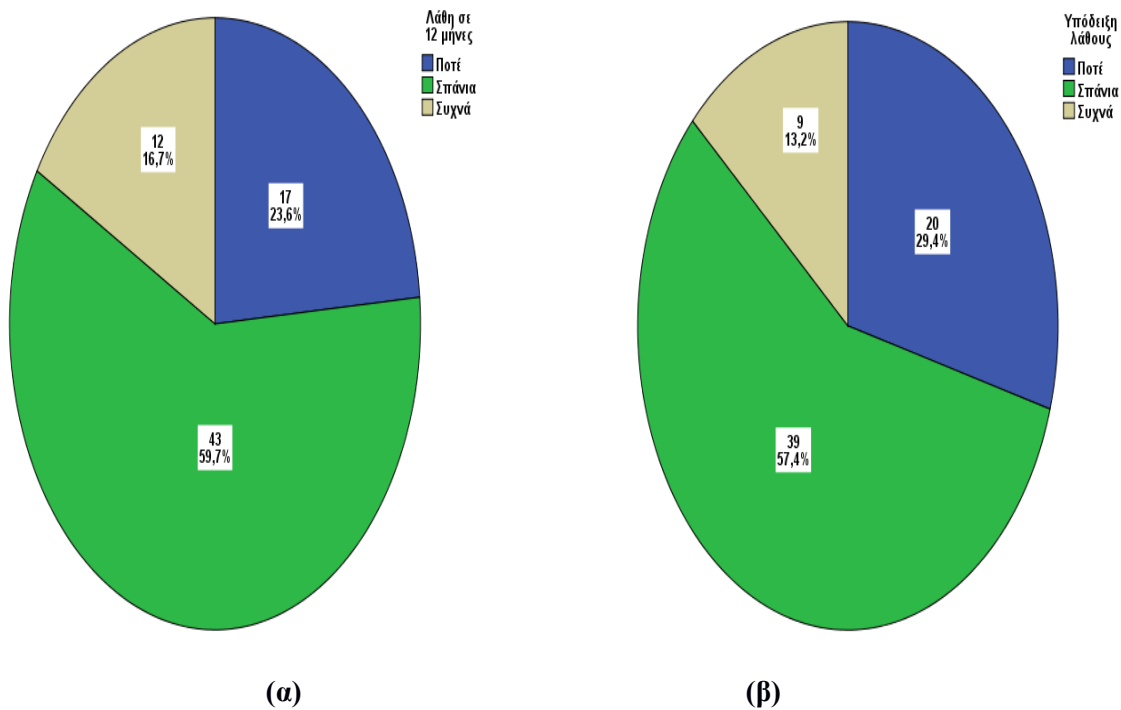 Λάθη σε
12 μήνες
Ποτέ
Σπάνια
Συχνά
12
16,7%
17
23,6%
43
59,7%
(α)
Υπόδειξη
λάθους
Ποτέ
Σπάνια
Συχνά
9
13,2%
20
29,4%
39
57,4%
(β)